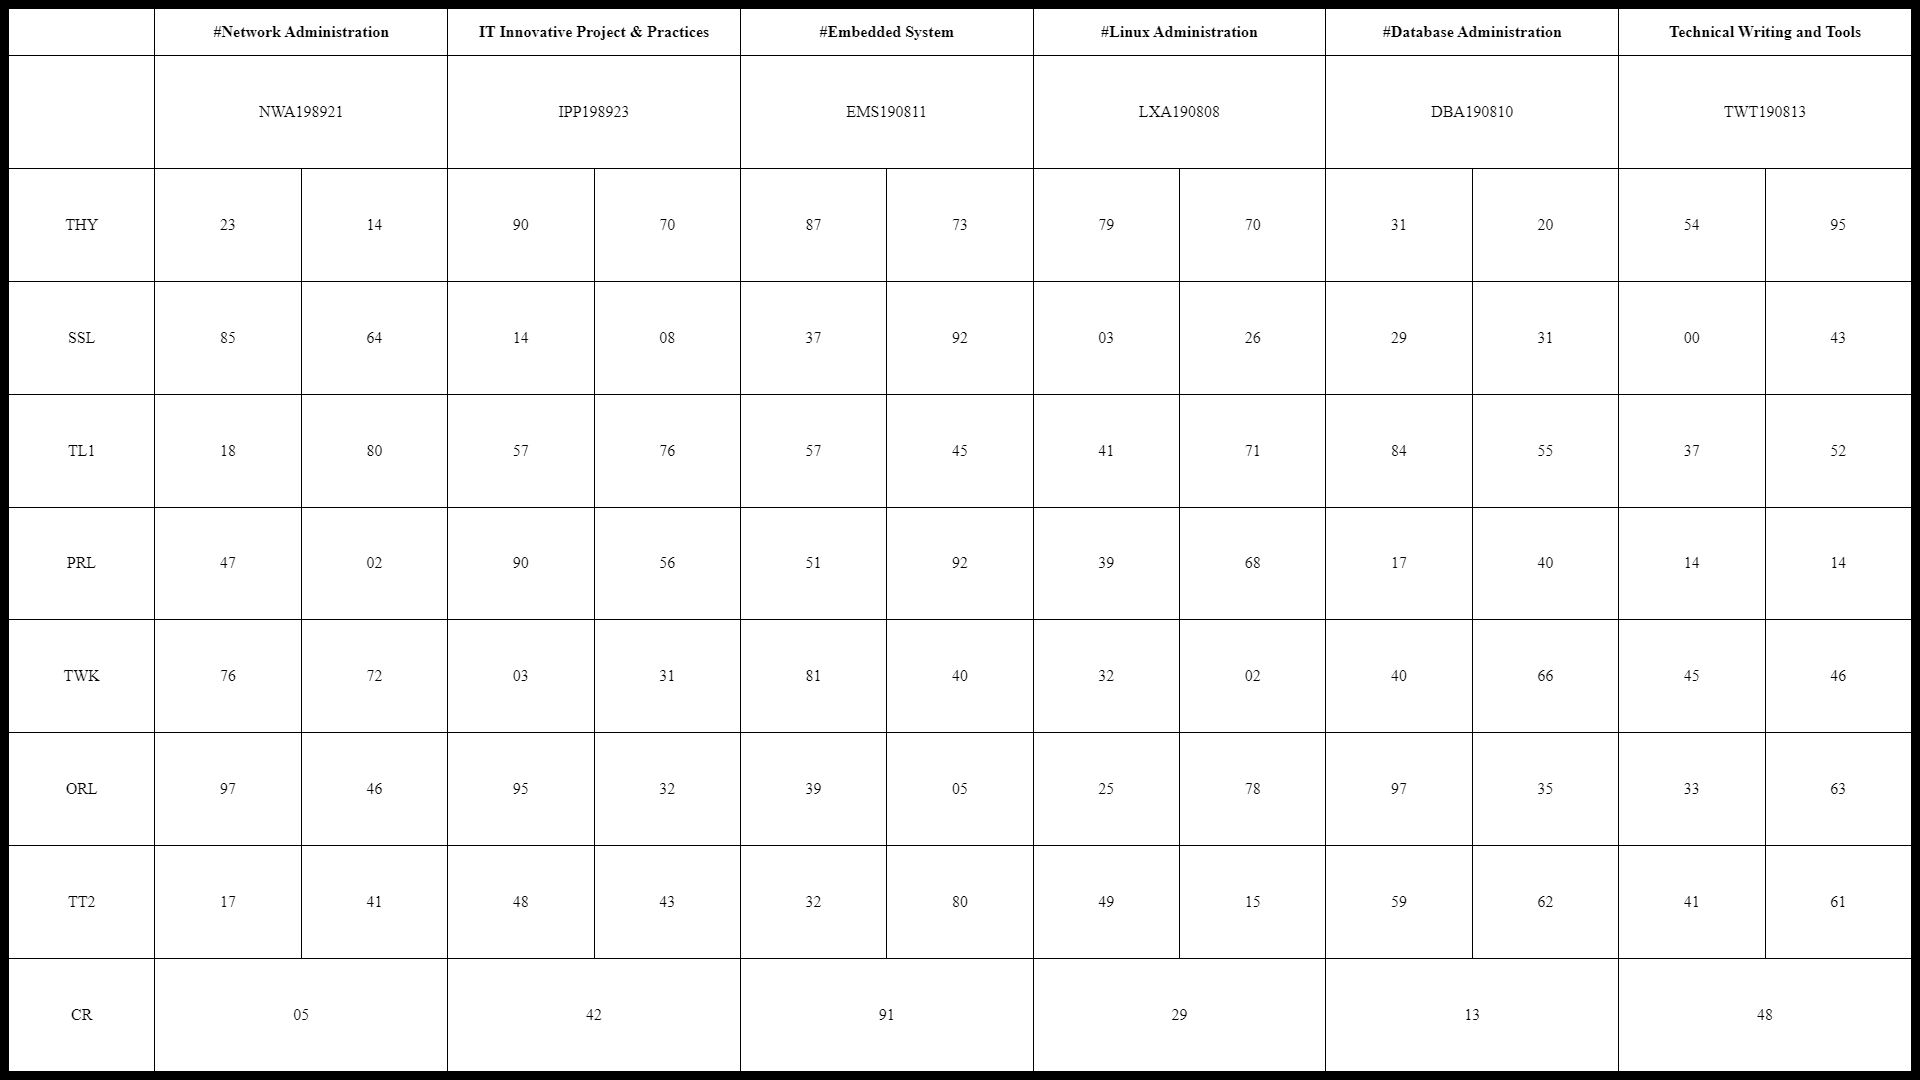 #Network Administration IT Innovative Project & Practices #Embedded System #Linux Administration #Database Administration Technical Writing and Tools
NWA198921 IPP198923 EMS190811 LXA190808 DBA190810 TWT190813
THY 23 14 90 70 87 73 79 70 31 20 54 95
SSL 85 64 14 08 37 92 03 26 29 31 00 43
TL1 18 80 57 76 57 45 41 71 84 55 37 52
PRL 47 02 90 56 51 92 39 68 17 40 14 14
TWK 76 72 03 31 81 40 32 02 40 66 45 46
ORL 97 46 95 32 39 05 25 78 97 35 33 63
TT2 17 41 48 43 32 80 49 15 59 62 41 61
CR 05 42 91 29 13 48